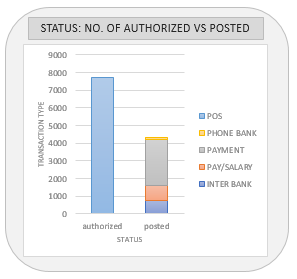 STATUS: NO. OF AUTHORIZED VS POSTED
9000
8000
7000
6000
5000
4000
3000
2000
1000
0
TRANSACTION TYPE
authorized posted
STATUS
POS
PHONE BANK
PAYMENT
PAY/SALARY
INTER BANK